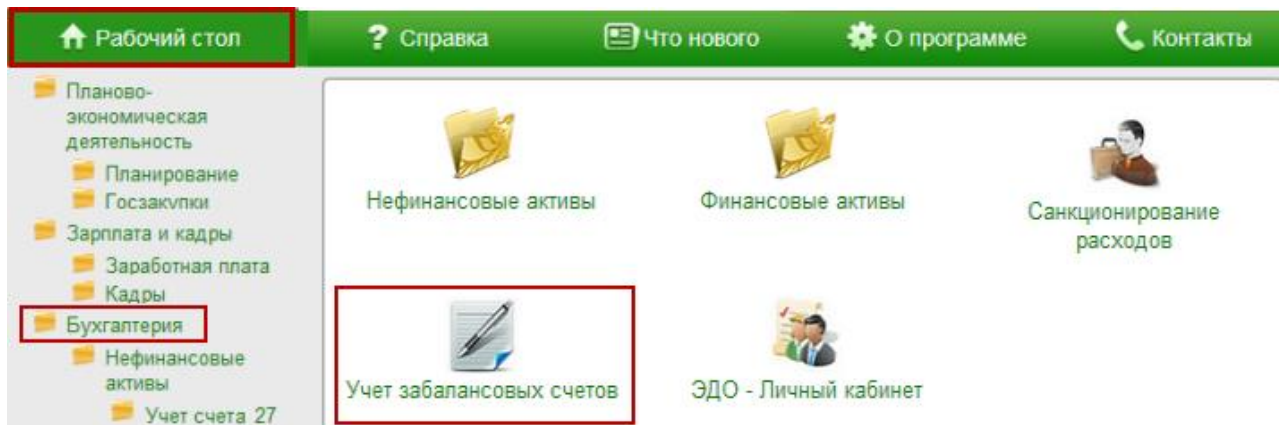 Рабочий стол
Справка
Что нового
О программе
Контакты
Планово-
экономическая
деятельность
Планирование
Госзакупки
Зарплата и кадры
Заработная плата
Кадры
Бухгалтерия
Нефинансовые
активы
Учет счета 27
Нефинансовые активы
Финансовые активы
Санкционирование
расходов
Учет забалансовых счетов
ЭДО - Личный кабинет